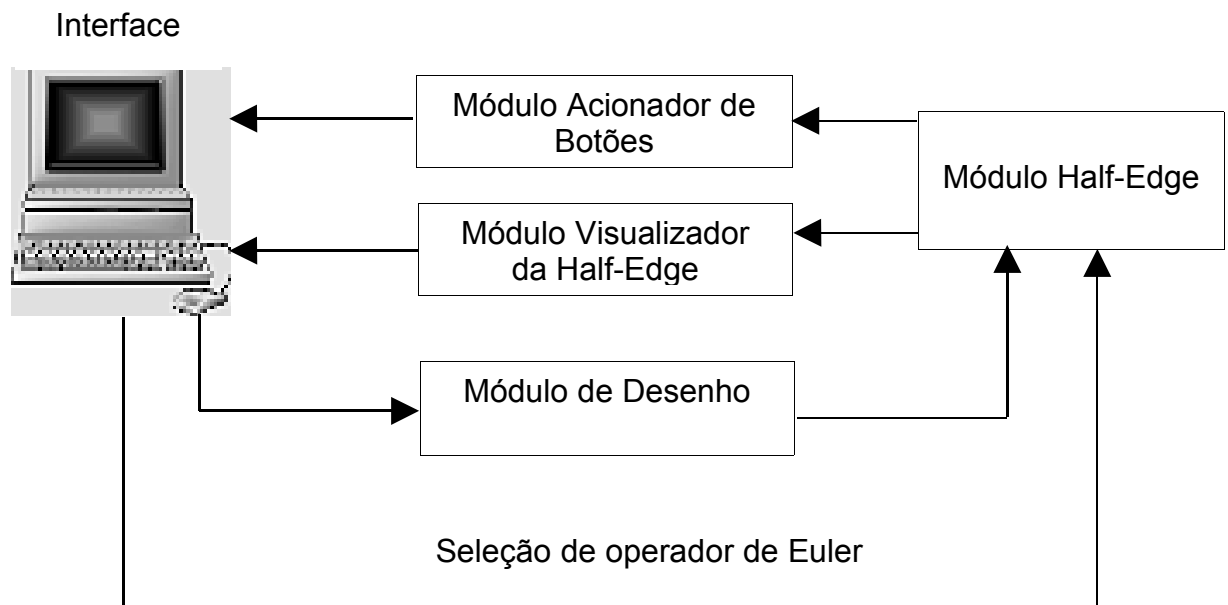 Interface
Módulo Acionador de
Botões
Módulo Half-Edge
Módulo Visualizador
da Half-Edge
Módulo de Desenho
Seleção de operador de Euler